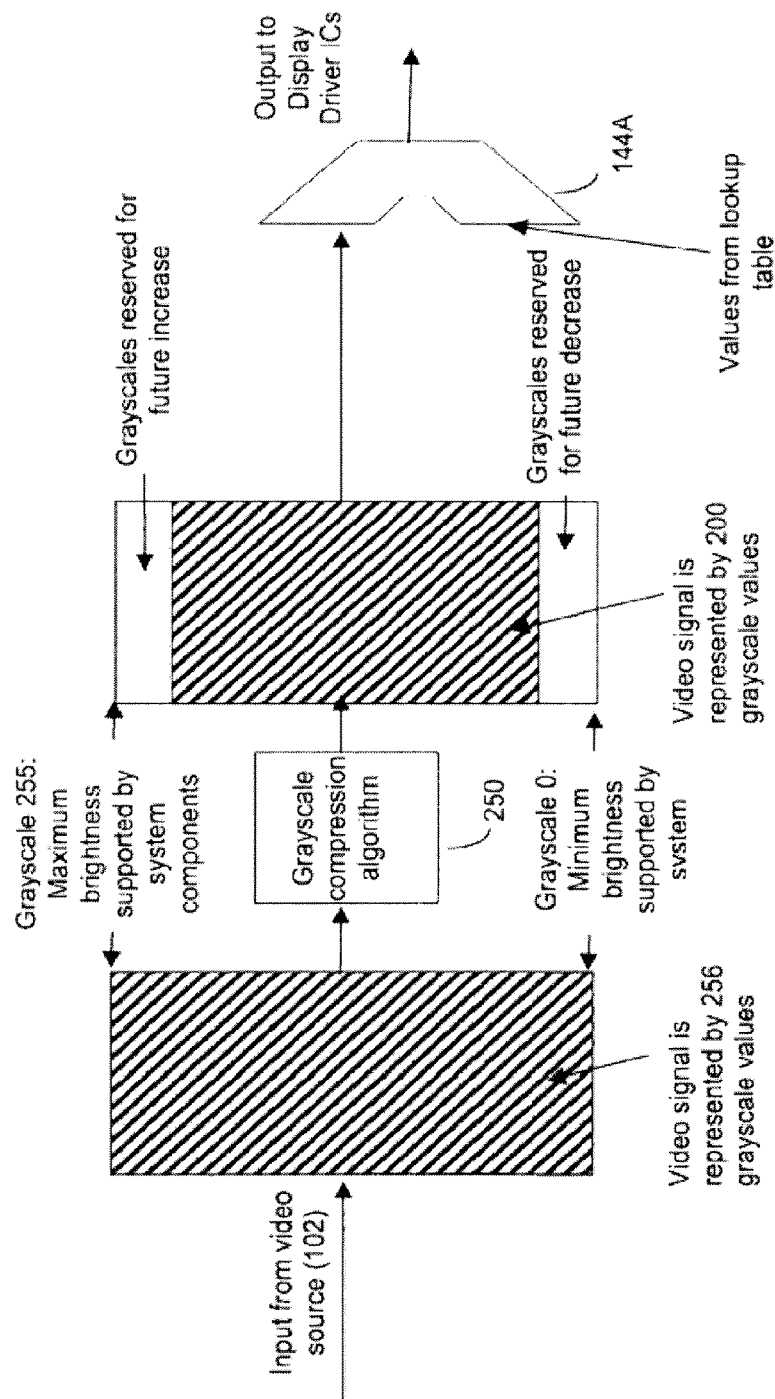 Input from video
source (102)
Video signal is
represented by 256
grayscale values
Grayscale 255:
Maximum
brightness
supported by
system
components
Grayscale
compression
algorithm
250
Grayscale 0:
Minimum
brightness
supported by
system
Video signal is
represented by 200
grayscale values
Grayscales reserved for
future increase
Grayscales reserved
for future decrease
Values from lookup
table
144A
Output to
Display
Driver ICs